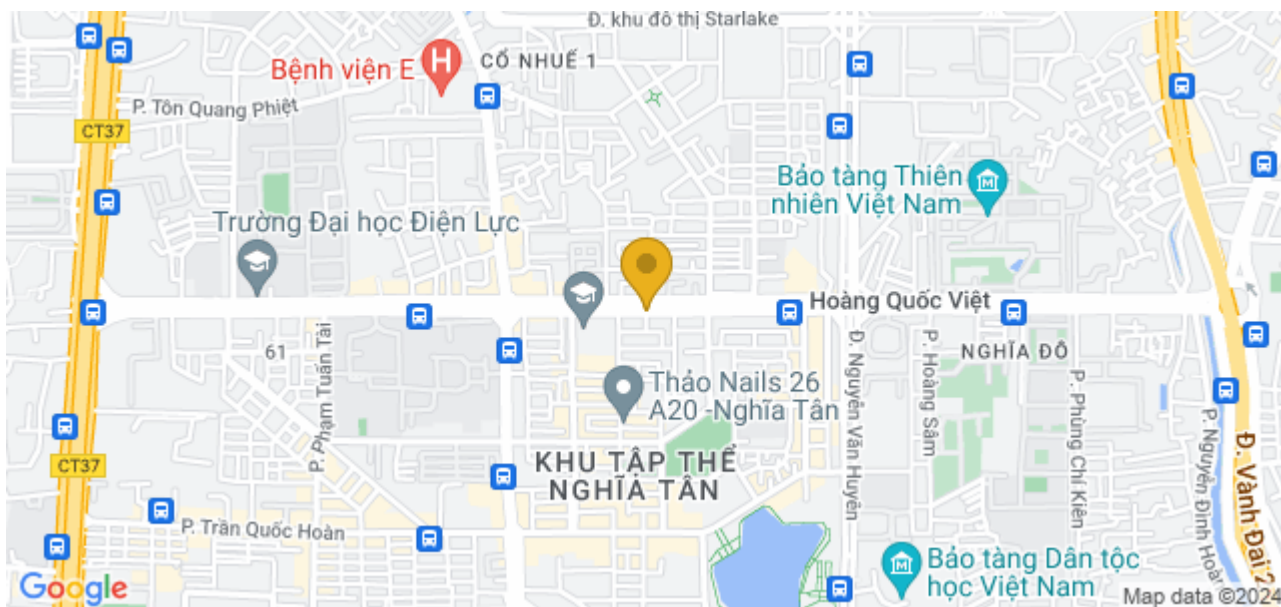 Đ. khu đô thị Starlake
CỔ NHUẾ 1
Bệnh viện E
H
P. Tôn Quang Phiệt
CT37
Bảo tàng Thiên
nhiên Việt Nam
Trường Đại học Điện Lực
Hoàng Quốc Việt
61
P. Phạm Tuấn Tài
NGHĨA ĐÔ
Thảo Nails 26
A20 -Nghĩa Tân
Đ. Nguyễn Văn Huyên
P. Hoàng Sâm
P. Phùng Chí Kiên
P. Nguyễn Đình Hoàn
Đ. Vành Đai 2
CT37
KHU TẬP THỂ
NGHĨA TÂN
P. Trần Quốc Hoàn
Bảo tàng Dân tộc
học Việt Nam
Google
Map data ©2024